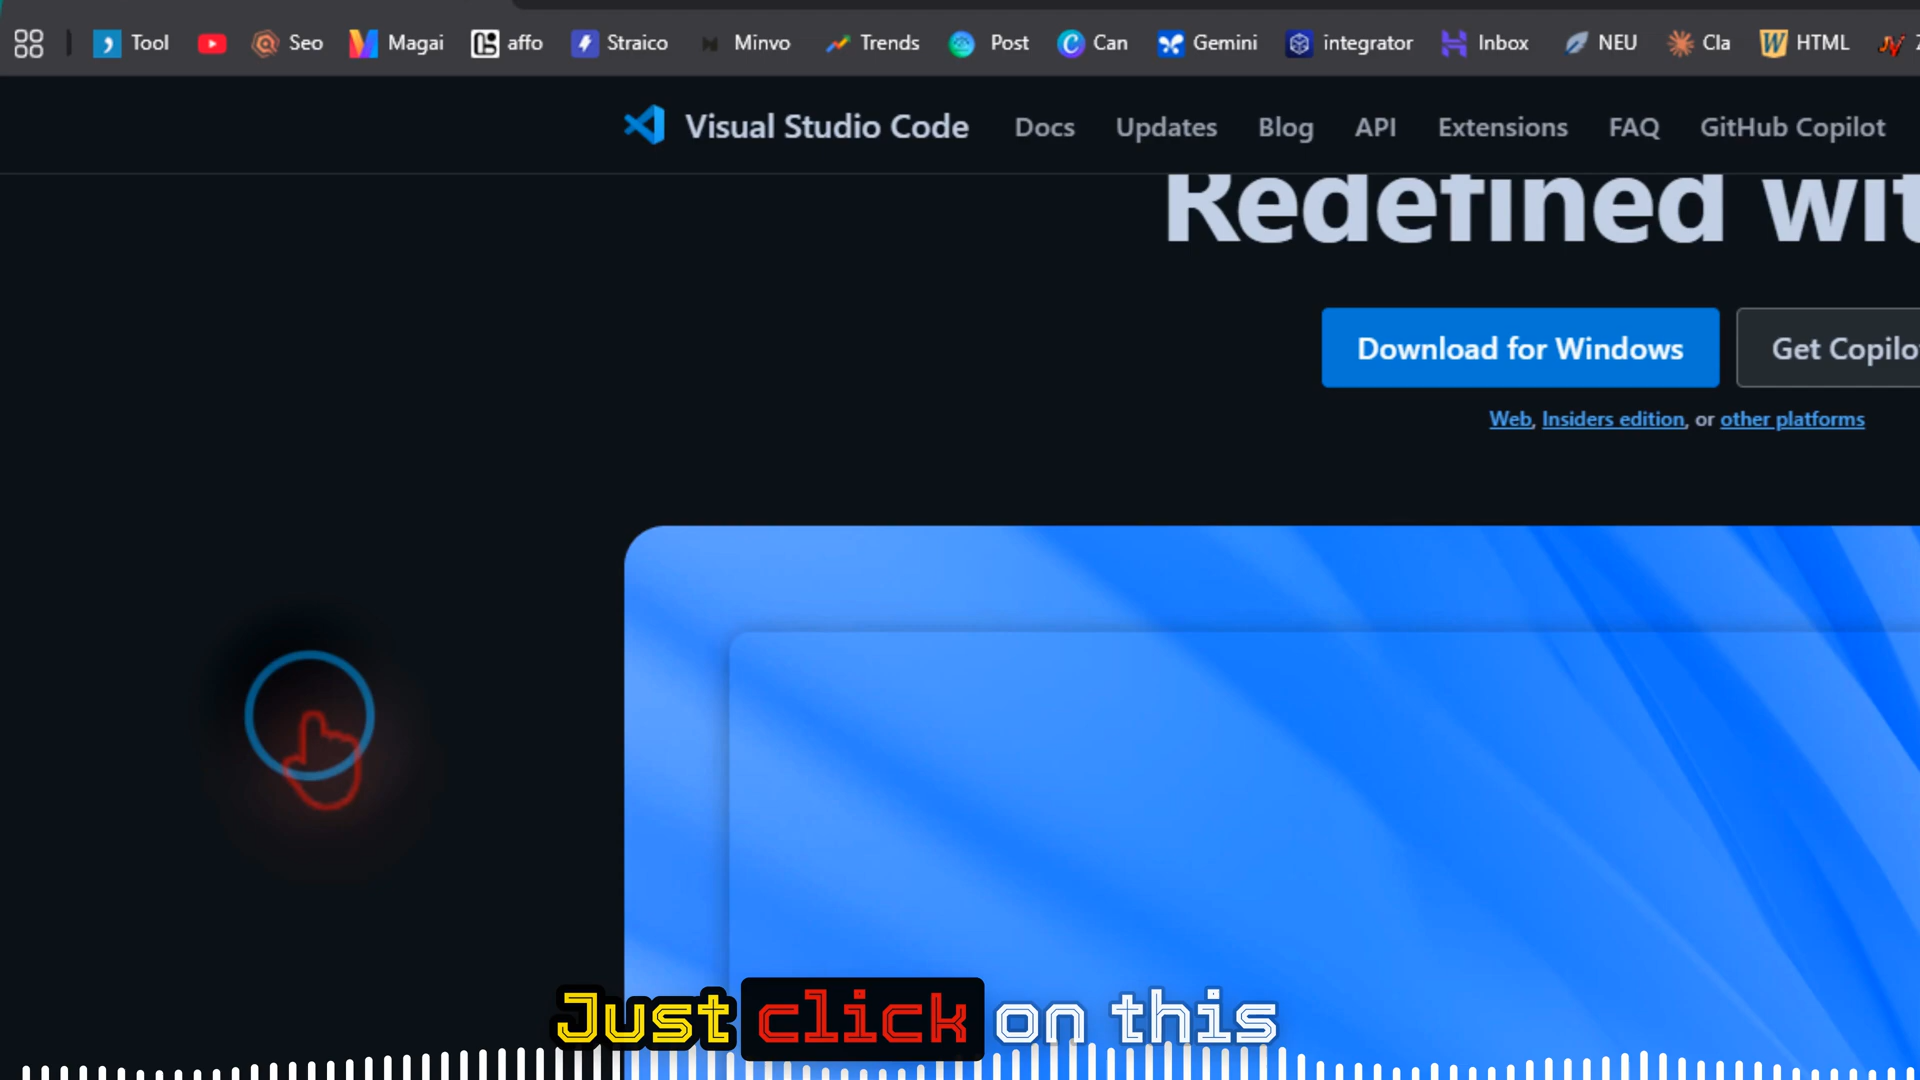 Tool Seo Magai affo Straico Minvo Trends Post Can Gemini integrator Inbox NEU Cla HTML
Visual Studio Code Docs Updates Blog API Extensions FAQ GitHub Copilot
Redefined wit
Download for Windows Get Copilo
Web, Insiders edition, or other platforms
Just click on this